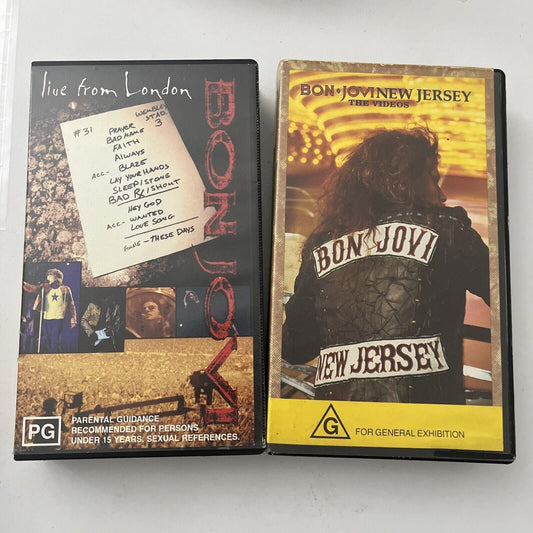 live from London
BON JOVI
WEMBLEY
STAD.
#31
3
PRAYER
BAD NAME
FAITH
ALWAYS
ACC- BLAZE
LAY YOUR HANDS
SLEEP/STONE
BAD RX/SHOUT
HEY GOD
ACC- WANTED
LOVE SONG
THESE DAYS
PG
PARENTAL GUIDANCE
RECOMMENDED FOR PERSONS
UNDER 15 YEARS. SEXUAL REFERENCES.
BON JOVI NEW JERSEY
THE VIDEOS
BON JOVI
NEW JERSEY
G
FOR GENERAL EXHIBITION